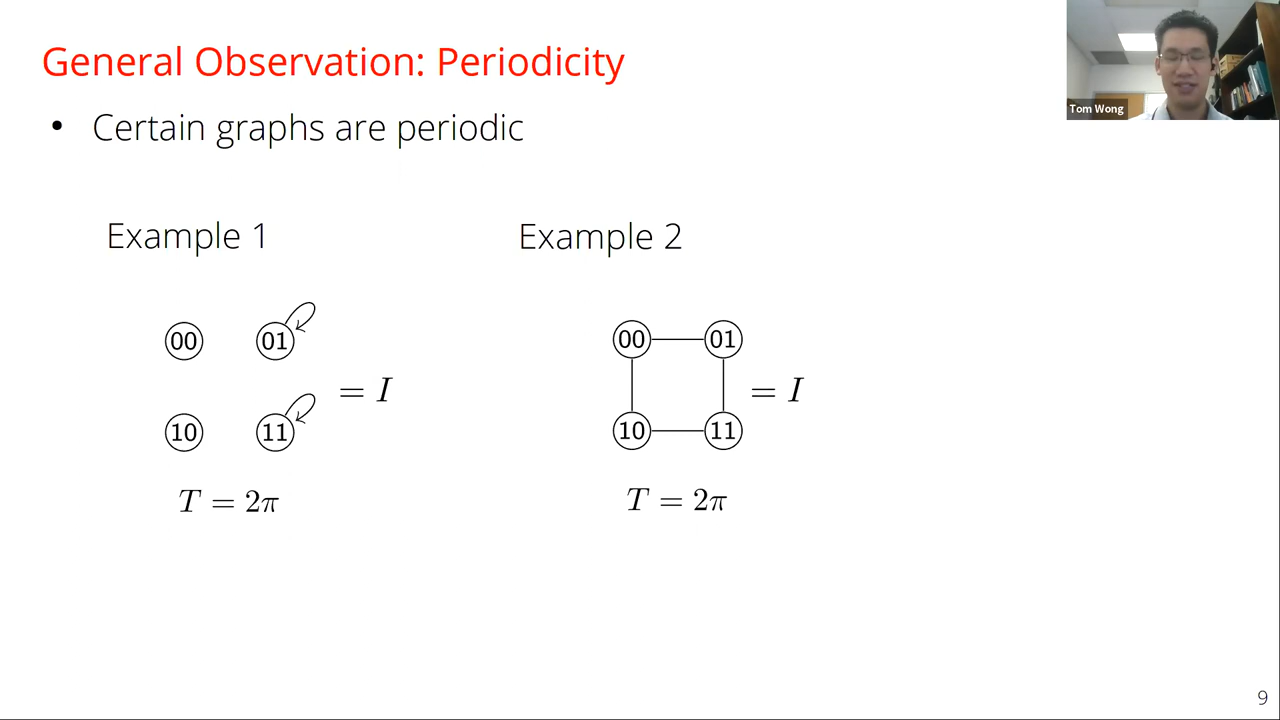 General Observation: Periodicity
Tom Wong
• Certain graphs are periodic
Example 1
Example 2
00 01
10 11
= I
T = 2π
00 01
10 11
= I
T = 2π
9